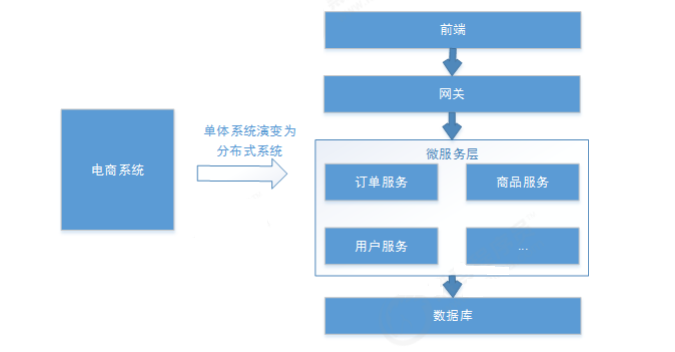 前端
网关
单体系统演变为
分布式系统
电商系统
微服务层
订单服务
商品服务
用户服务
...
数据库